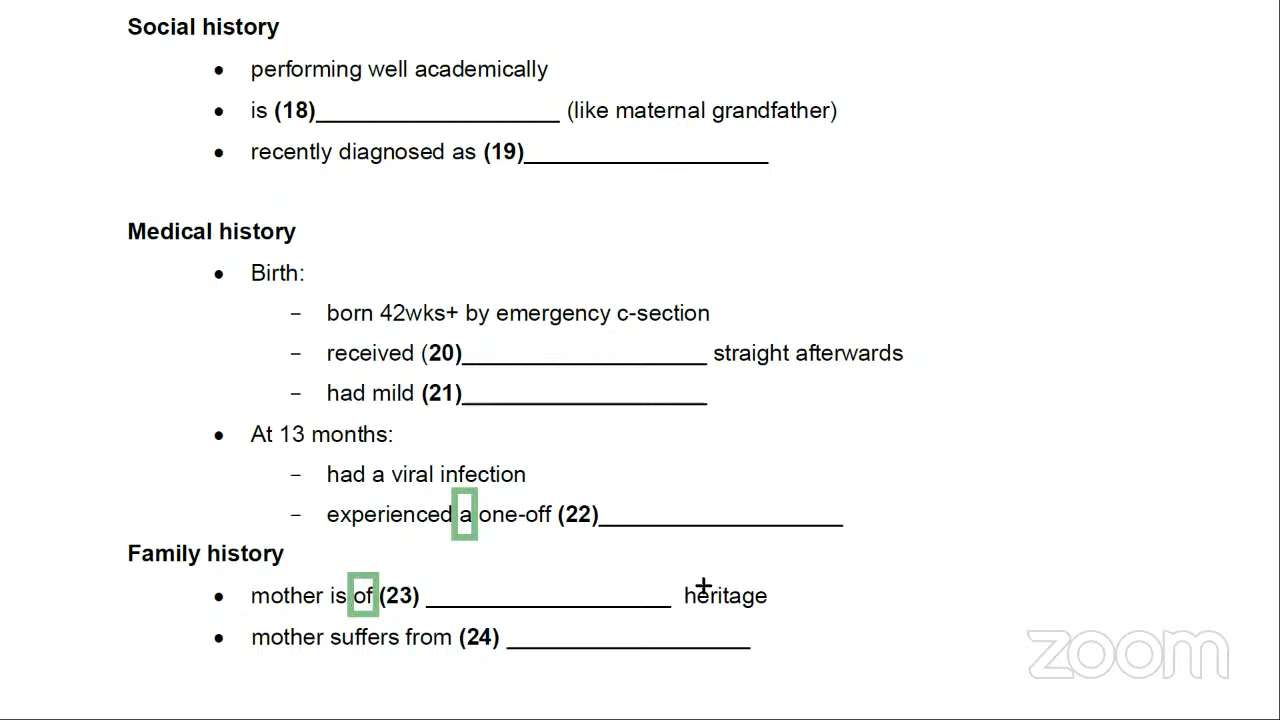 Social history
• performing well academically
• is (18)____________________ (like maternal grandfather)
• recently diagnosed as (19)____________________
Medical history
• Birth:
− born 42wks+ by emergency c-section
− received (20)____________________ straight afterwards
− had mild (21)____________________
• At 13 months:
− had a viral infection
− experienced a one-off (22)____________________
Family history
• mother is of (23) ____________________ heritage
• mother suffers from (24) ____________________
zoom